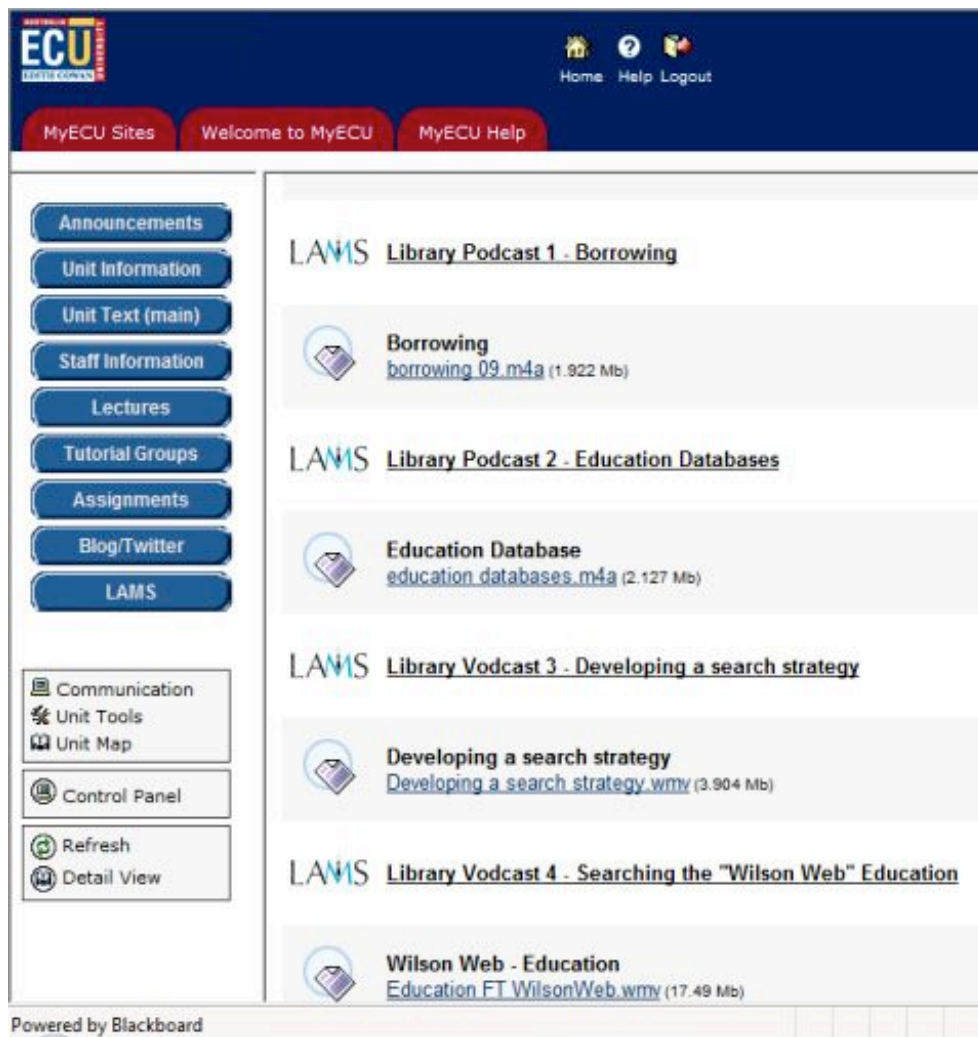 AUSTRALIA
ECU
EDITH COWAN
UNIVERSITY
Home Help Logout
MyECU Sites Welcome to MyECU MyECU Help
Announcements
Unit Information
Unit Text (main)
Staff Information
Lectures
Tutorial Groups
Assignments
Blog/Twitter
LAMS
Communication
Unit Tools
Unit Map
Control Panel
Refresh
Detail View
LAMS Library Podcast 1 - Borrowing
Borrowing
borrowing 09.m4a (1.922 Mb)
LAMS Library Podcast 2 - Education Databases
Education Database
education databases.m4a (2.127 Mb)
LAMS Library Vodcast 3 - Developing a search strategy
Developing a search strategy
Developing a search strategy.wmv (3.904 Mb)
LAMS Library Vodcast 4 - Searching the "Wilson Web" Education
Wilson Web - Education
Education FT WilsonWeb.wmv (17.49 Mb)
Powered by Blackboard